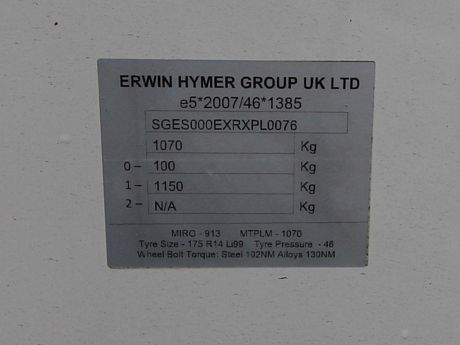 ERWIN HYMER GROUP UK LTD
e5*2007/46*1385
SGES000EXRXPL0076
1070 Kg
0- 100 Kg
1- 1150 Kg
2- N/A Kg
MIRO - 913 MTPLM - 1070
Tyre Size - 175 R14 Li99 Tyre Pressure - 46
Wheel Bolt Torque: Steel 102NM Alloys 130NM